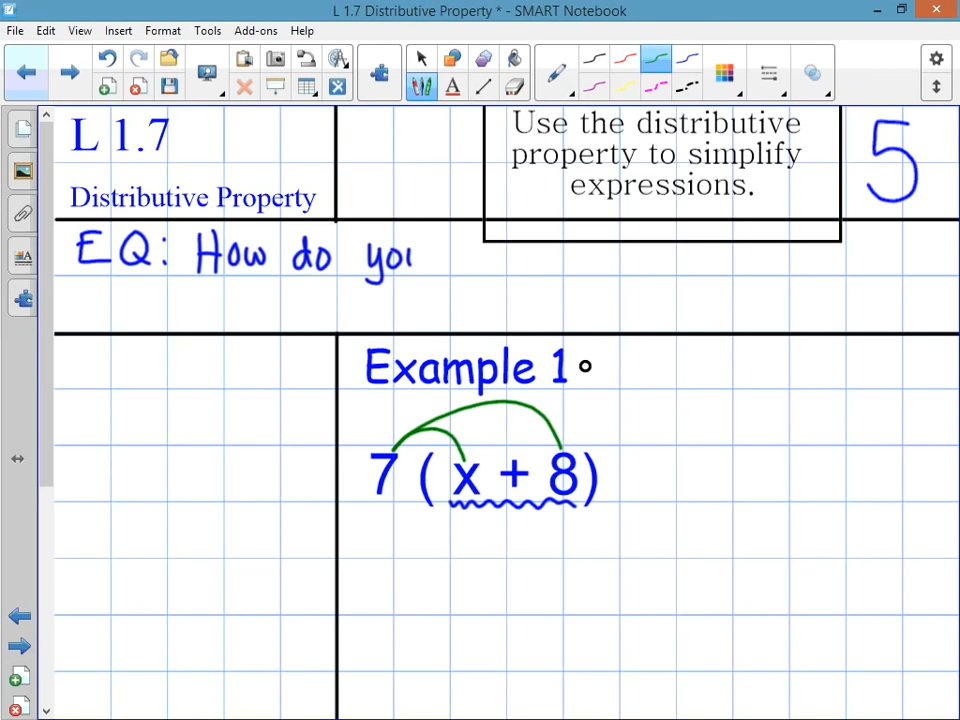 L 1.7 Distributive Property * - SMART Notebook
File Edit View Insert Format Tools Add-ons Help
L 1.7
Distributive Property
Use the distributive
property to simplify
expressions.
5
EQ: How do you
Example 1
7 ( x + 8)